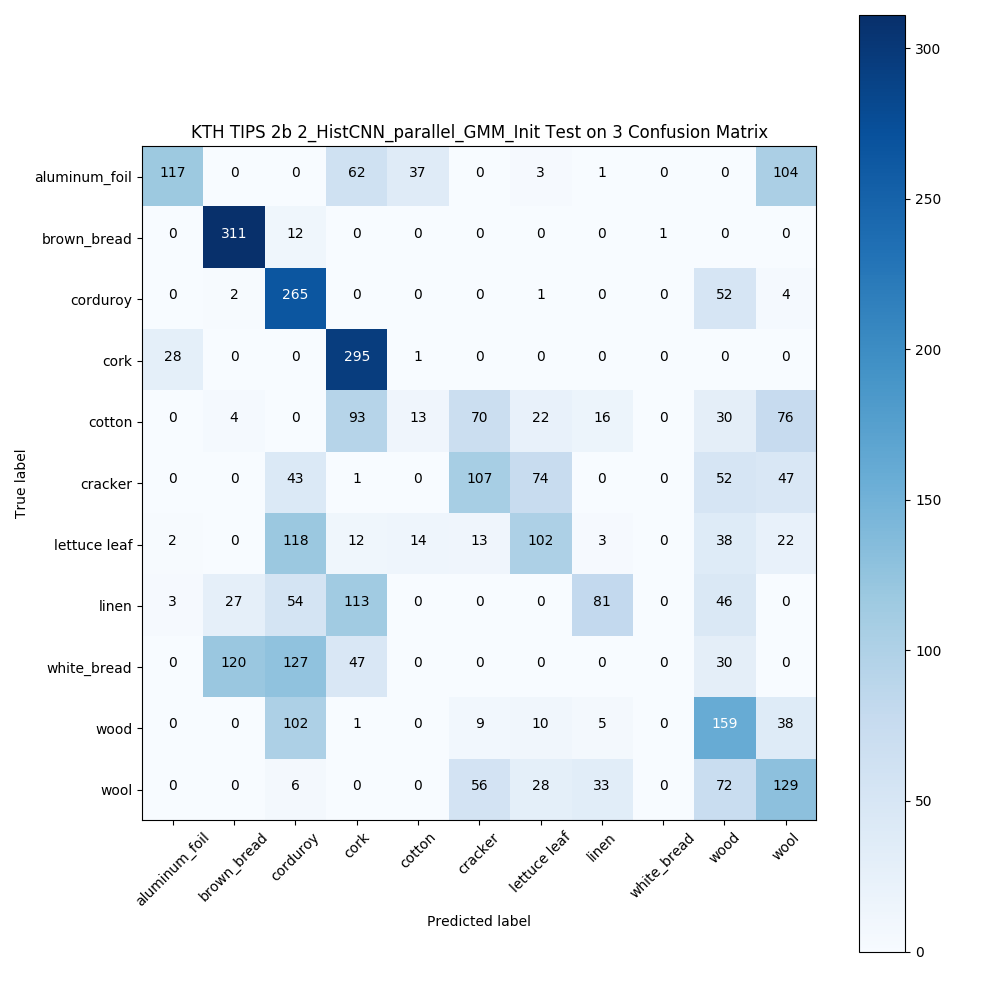 KTH TIPS 2b 2_HistCNN_parallel_GMM_Init Test on 3 Confusion Matrix
True label
aluminum_foil 117 0 0 62 37 0 3 1 0 0 104
brown_bread 0 311 12 0 0 0 0 0 1 0 0
corduroy 0 2 265 0 0 0 1 0 0 52 4
cork 28 0 0 295 1 0 0 0 0 0 0
cotton 0 4 0 93 13 70 22 16 0 30 76
cracker 0 0 43 1 0 107 74 0 0 52 47
lettuce leaf 2 0 118 12 14 13 102 3 0 38 22
linen 3 27 54 113 0 0 0 81 0 46 0
white_bread 0 120 127 47 0 0 0 0 0 30 0
wood 0 0 102 1 0 9 10 5 0 159 38
wool 0 0 6 0 0 56 28 33 0 72 129
aluminum_foil brown_bread corduroy cork cotton cracker lettuce leaf linen white_bread wood wool
Predicted label
300
250
200
150
100
50
0